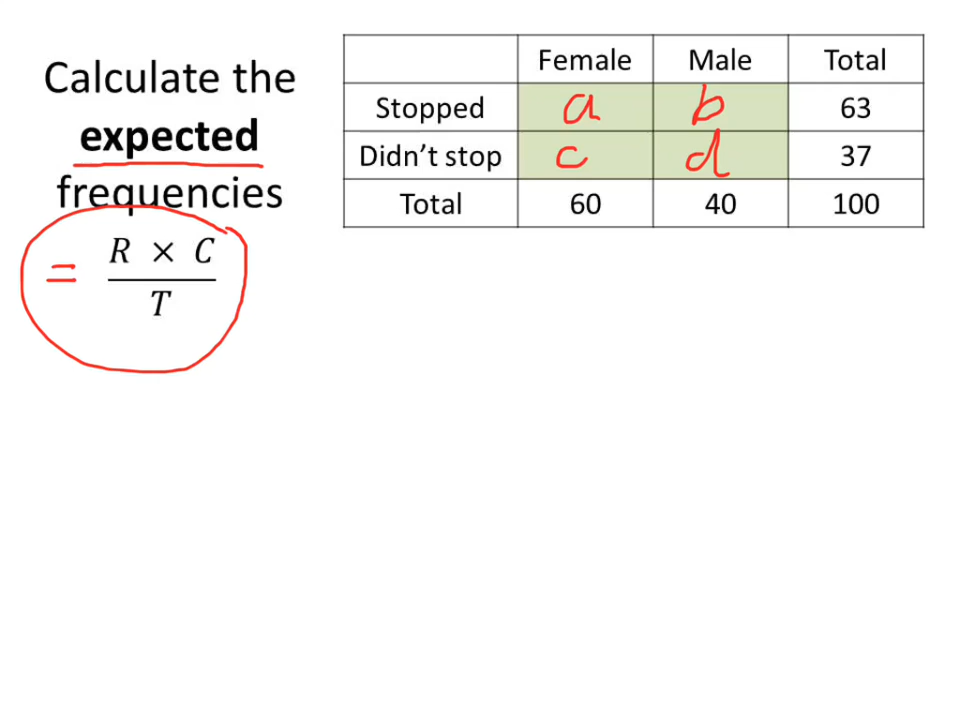 Calculate the
expected
frequencies
= R × C
T
Female Male Total
Stopped a b 63
Didn't stop c d 37
Total 60 40 100